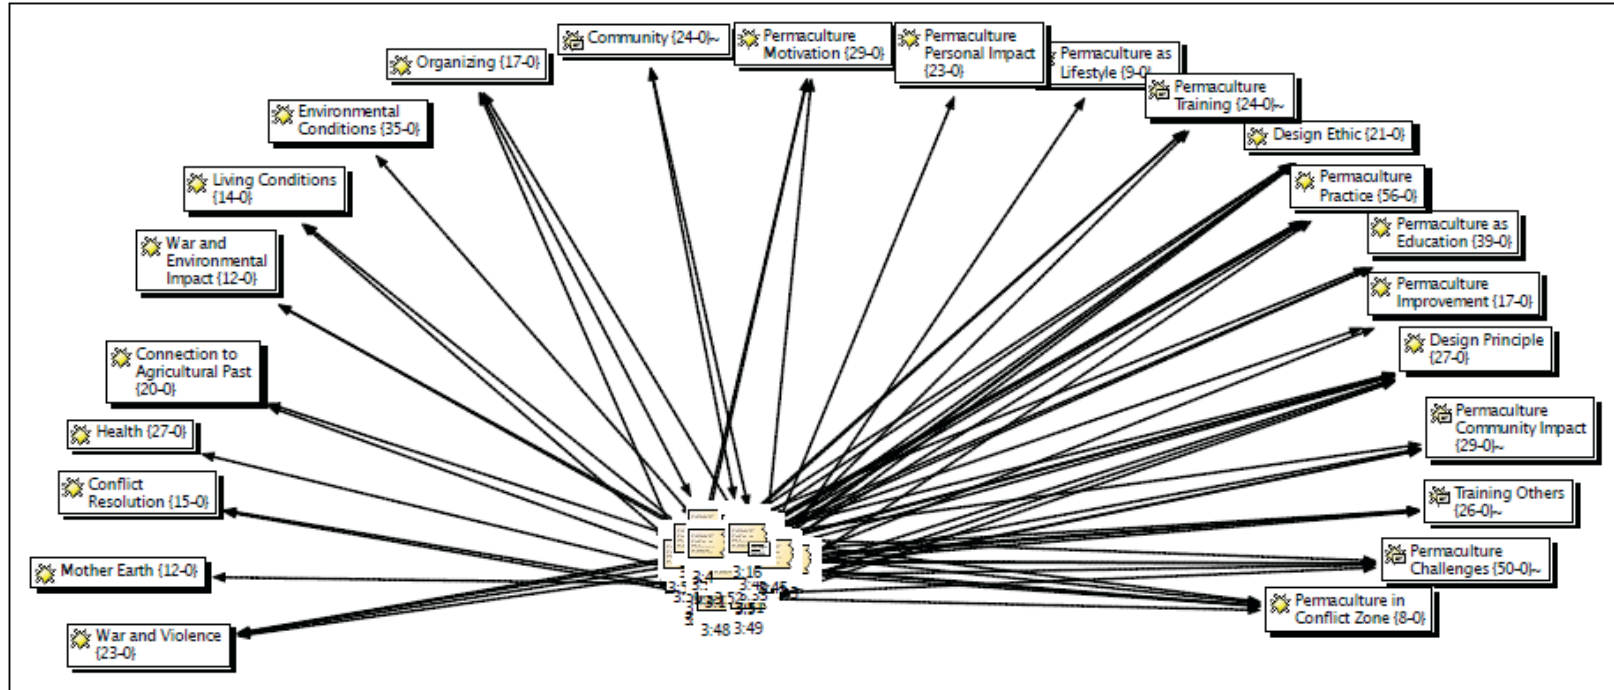 Community {24-0}~
Permaculture
Motivation {29-0}
Permaculture
Personal Impact
{23-0}
Permaculture as
Lifestyle {9-0}
Organizing {17-0}
Permaculture
Training {24-0}~
Environmental
Conditions {35-0}
Design Ethic {21-0}
Living Conditions
{14-0}
Permaculture
Practice {56-0}
War and
Environmental
Impact {12-0}
Permaculture as
Education {39-0}
Permaculture
Improvement {17-0}
Connection to
Agricultural Past
{20-0}
Design Principle
{27-0}
Health {27-0}
Permaculture
Community Impact
{29-0}~
Conflict
Resolution {15-0}
Training Others
{26-0}~
Mother Earth {12-0}
Permaculture
Challenges {50-0}~
War and Violence
{23-0}
Permaculture in
Conflict Zone {8-0}
3:16
3:48
3:49